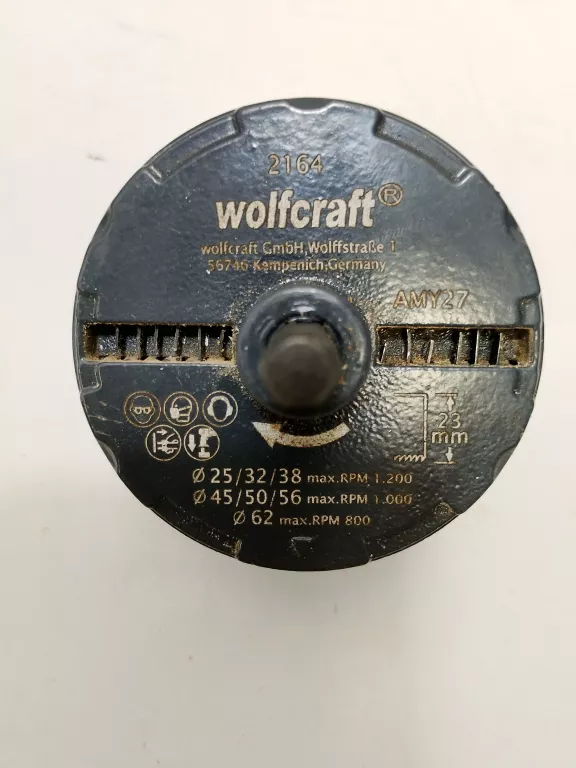 2164
wolfcraft®
wolfcraft GmbH, Wolffstraße 1
56746 Kempenich, Germany
AMY27
23
mm
Ø 25/32/38 max.RPM 1.200
Ø 45/50/56 max.RPM 1.000
Ø 62 max.RPM 800